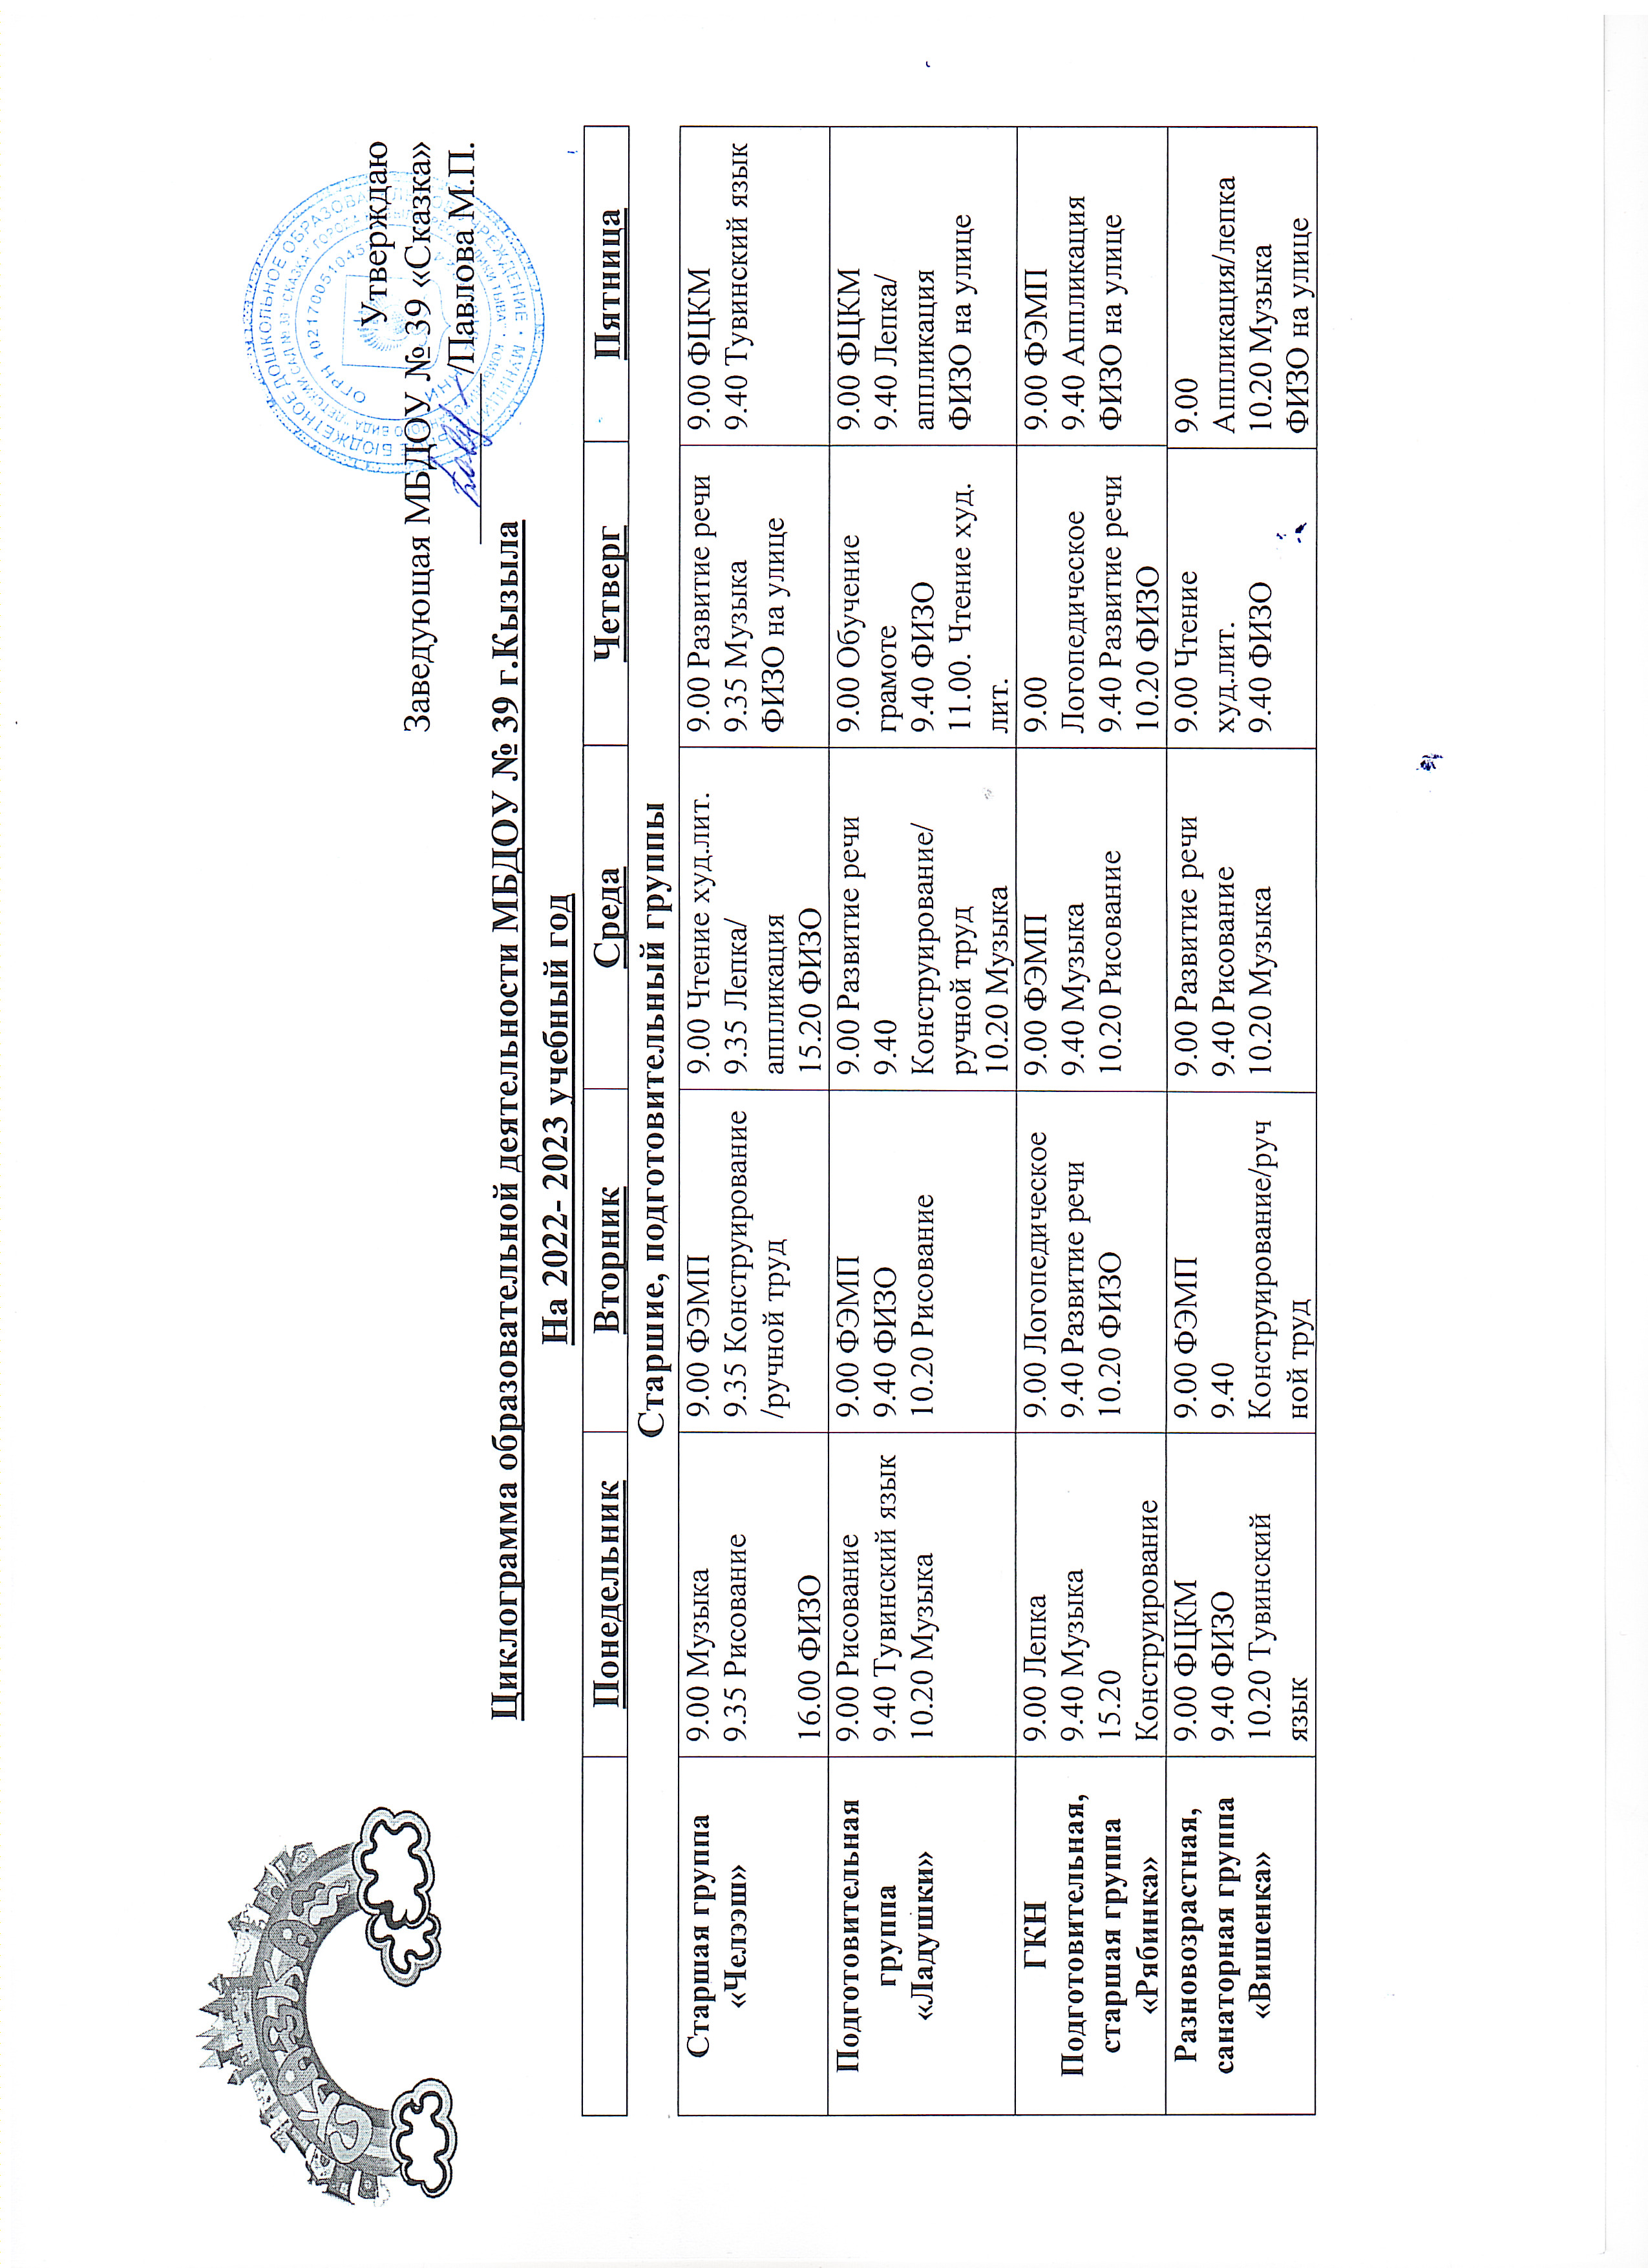 СКАЗКА
Утверждаю
Заведующая МБДОУ № 39 «Сказка»
/Павлова М.П.
Циклограмма образовательной деятельности МБДОУ № 39 г.Кызыла
На 2022- 2023 учебный год
Понедельник
Вторник
Среда
Четверг
Пятница
Старшие, подготовительный группы
Старшая группа
«Челээш»
9.00 Музыка
9.35 Рисование
16.00 ФИЗО
9.00 ФЭМП
9.35 Конструирование
/ручной труд
9.00 Чтение худ.лит.
9.35 Лепка/
аппликация
15.20 ФИЗО
9.00 Развитие речи
9.35 Музыка
ФИЗО на улице
9.00 ФЦКМ
9.40 Тувинский язык
Подготовительная
группа
«Ладушки»
9.00 Рисование
9.40 Тувинский язык
10.20 Музыка
9.00 ФЭМП
9.40 ФИЗО
10.20 Рисование
9.00 Развитие речи
9.40
Конструирование/
ручной труд
10.20 Музыка
9.00 Обучение
грамоте
9.40 ФИЗО
11.00. Чтение худ.
лит.
9.00 ФЦКМ
9.40 Лепка/
аппликация
ФИЗО на улице
ГКН
Подготовительная,
старшая группа
«Рябинка»
9.00 Лепка
9.40 Музыка
15.20
Конструирование
9.00 Логопедическое
9.40 Развитие речи
10.20 ФИЗО
9.00 ФЭМП
9.40 Музыка
10.20 Рисование
9.00
Логопедическое
9.40 Развитие речи
10.20 ФИЗО
9.00 ФЭМП
9.40 Аппликация
ФИЗО на улице
Разновозрастная,
санаторная группа
«Вишенка»
9.00 ФЦКМ
9.40 ФИЗО
10.20 Тувинский
язык
9.00 ФЭМП
9.40
Конструирование/руч
ной труд
9.00 Развитие речи
9.40 Рисование
10.20 Музыка
9.00 Чтение
худ.лит.
9.40 ФИЗО
9.00
Аппликация/лепка
10.20 Музыка
ФИЗО на улице